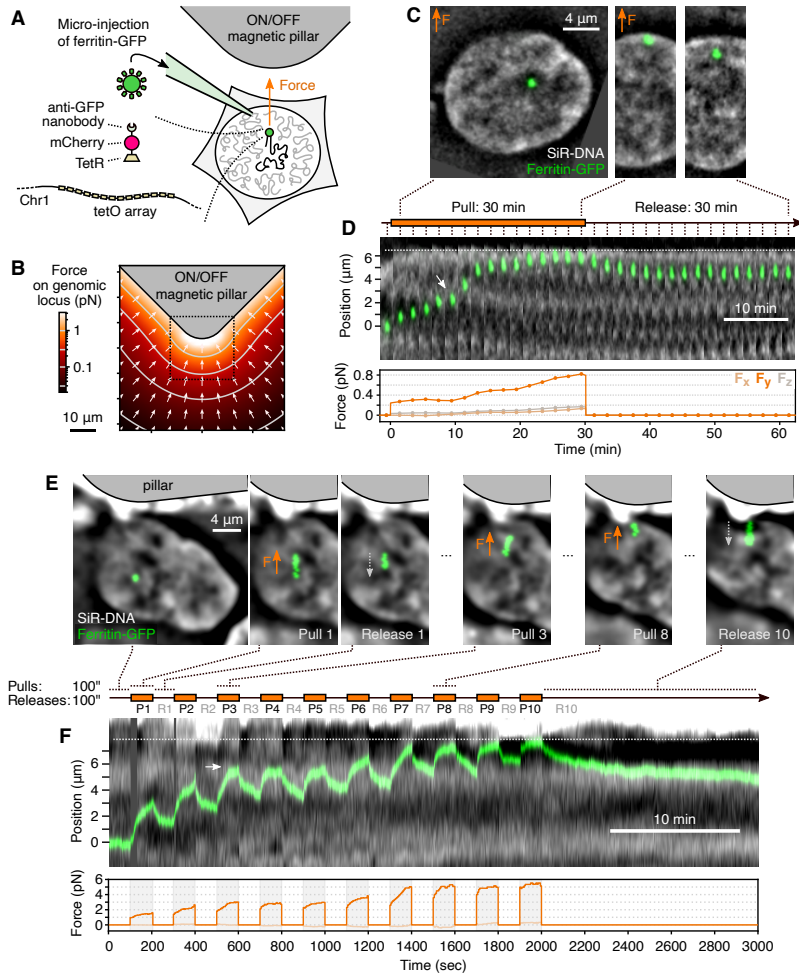 A
Micro-injection
of ferritin-GFP
ON/OFF
magnetic pillar
Force
anti-GFP
nanobody
mCherry
TetR
Chr1
tetO array
B
Force
on genomic
locus (pN)
1
0.1
10 µm
ON/OFF
magnetic pillar
C
F
4 µm
SiR-DNA
Ferritin-GFP
F
Pull: 30 min
Release: 30 min
D
Position (µm)
6
4
2
0
10 min
Force (pN)
0.8
0.4
0
Fx Fy Fz
0 10 20 30 40 50 60
Time (min)
E
pillar
4 µm
SiR-DNA
Ferritin-GFP
F
Pull 1
Release 1
...
F
Pull 3
...
F
Pull 8
...
Release 10
Pulls: 100"
Releases: 100"
P1 R1 P2 R2 P3 R3 P4 R4 P5 R5 P6 R6 P7 R7 P8 R8 P9 R9 P10 R10
F
Position (µm)
6
4
2
0
10 min
Force (pN)
6
4
2
0
0 200 400 600 800 1000 1200 1400 1600 1800 2000 2200 2400 2600 2800 3000
Time (sec)